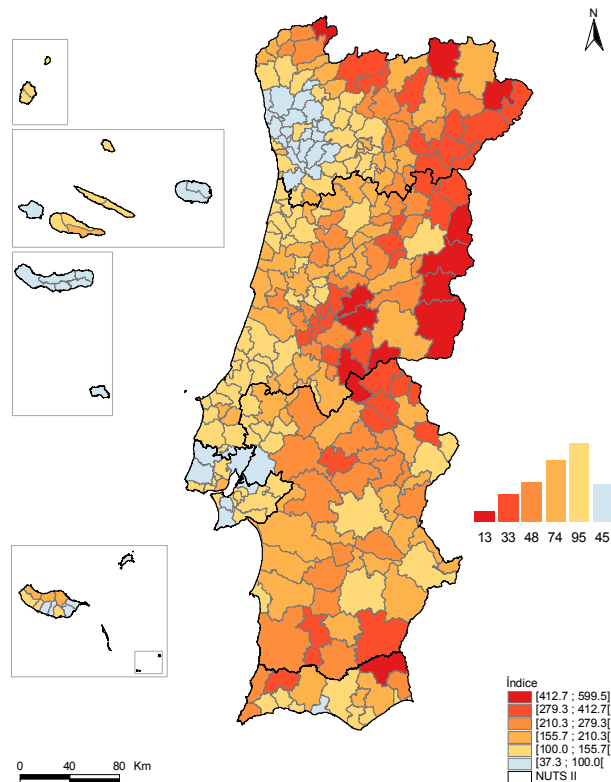 N
13 33 48 74 95 45
Índice
[412.7 ; 599.5]
[279.3 ; 412.7[
[210.3 ; 279.3[
[155.7 ; 210.3[
[100.0 ; 155.7[
[37.3 ; 100.0[
NUTS II
0 40 80 Km